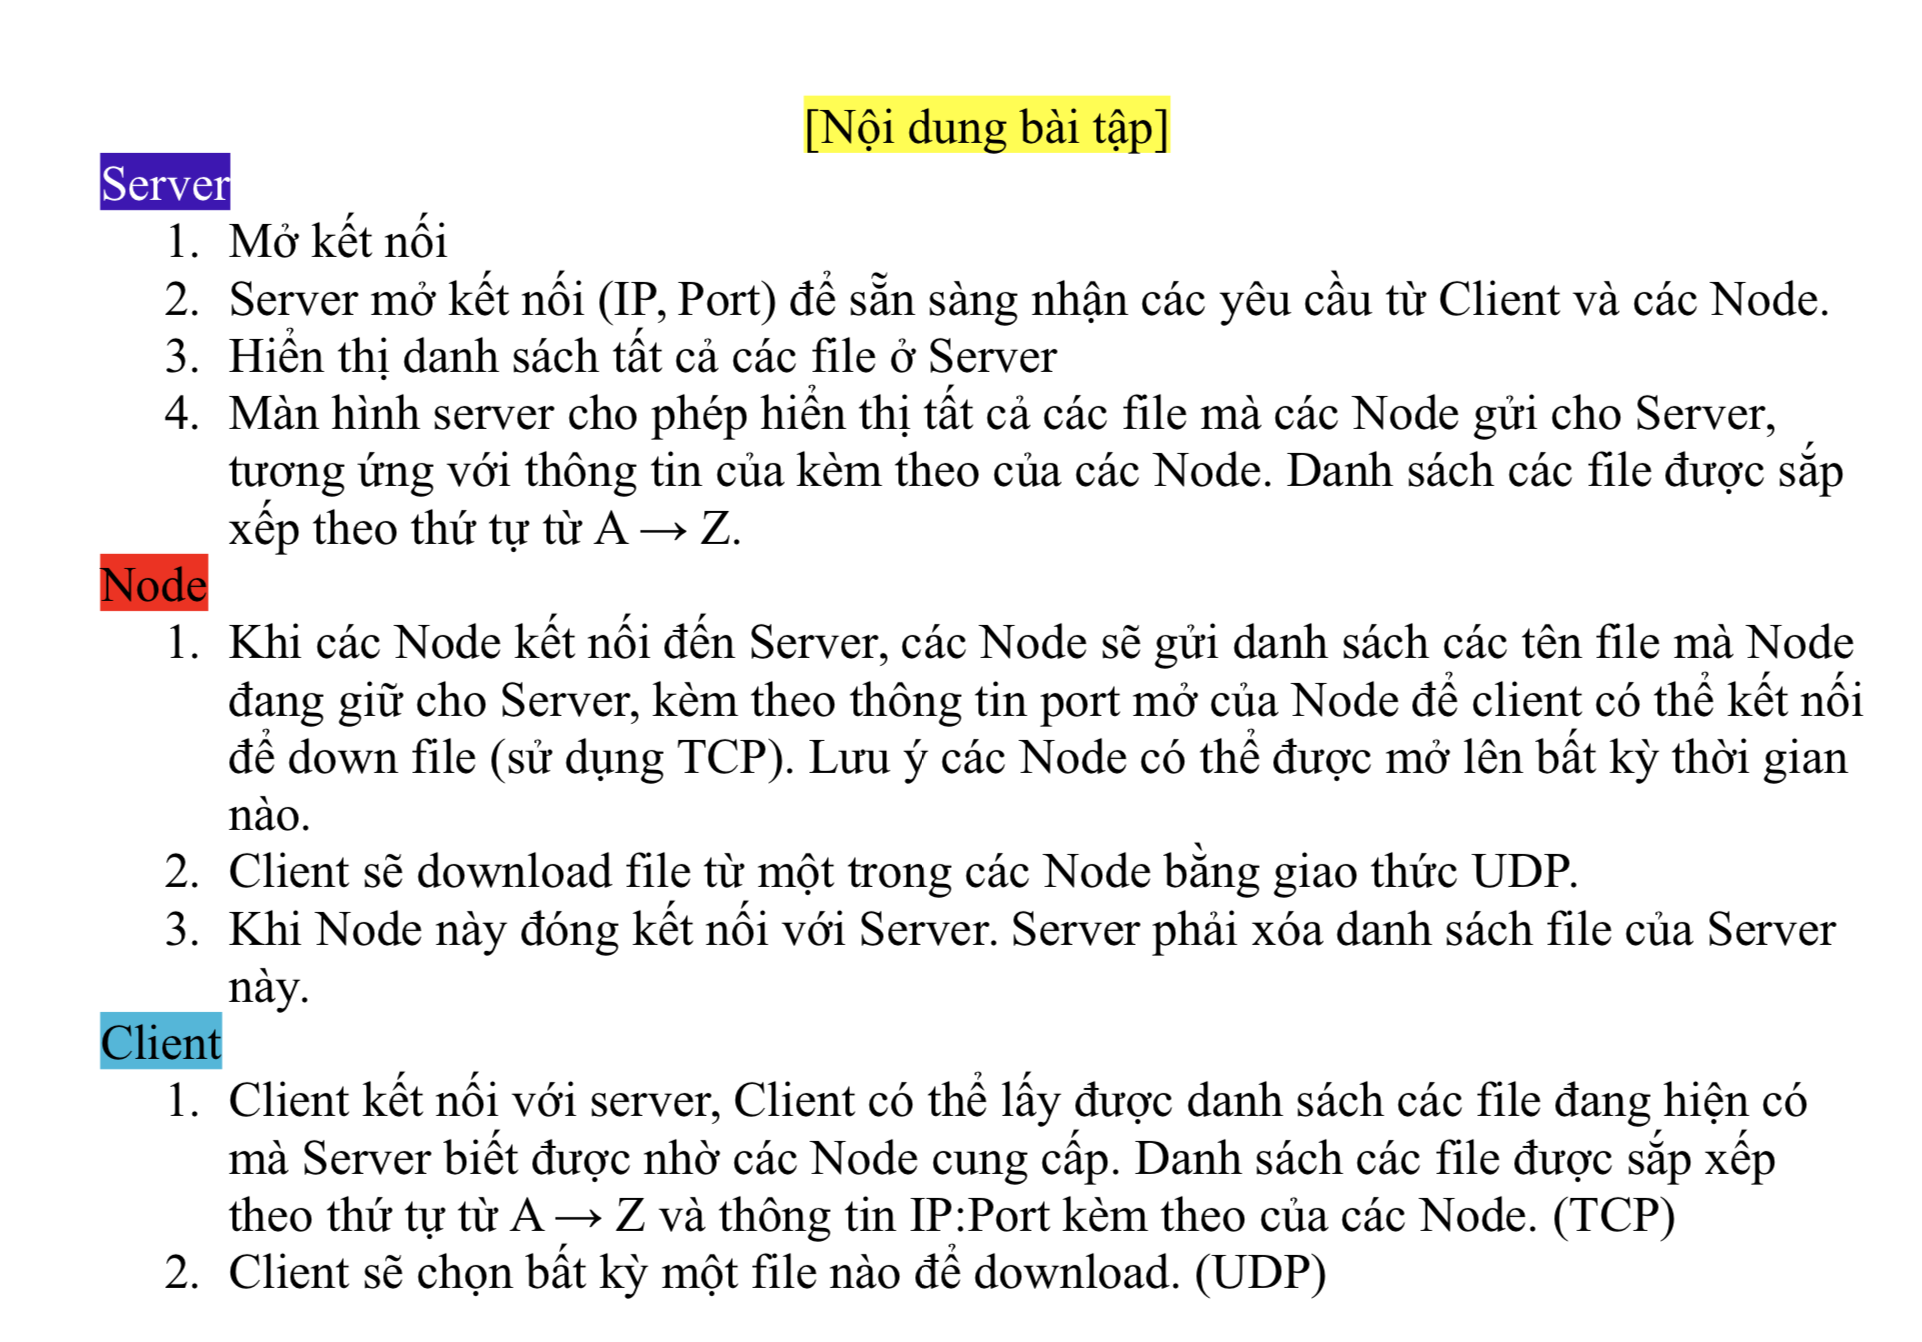 [Nội dung bài tập]
Server
1. Mở kết nối
2. Server mở kết nối (IP, Port) để sẵn sàng nhận các yêu cầu từ Client và các Node.
3. Hiển thị danh sách tất cả các file ở Server
4. Màn hình server cho phép hiển thị tất cả các file mà các Node gửi cho Server,
tương ứng với thông tin của kèm theo của các Node. Danh sách các file được sắp
xếp theo thứ tự từ A → Z.
Node
1. Khi các Node kết nối đến Server, các Node sẽ gửi danh sách các tên file mà Node
đang giữ cho Server, kèm theo thông tin port mở của Node để client có thể kết nối
để down file (sử dụng TCP). Lưu ý các Node có thể được mở lên bất kỳ thời gian
nào.
2. Client sẽ download file từ một trong các Node bằng giao thức UDP.
3. Khi Node này đóng kết nối với Server. Server phải xóa danh sách file của Server
này.
Client
1. Client kết nối với server, Client có thể lấy được danh sách các file đang hiện có
mà Server biết được nhờ các Node cung cấp. Danh sách các file được sắp xếp
theo thứ tự từ A → Z và thông tin IP:Port kèm theo của các Node. (TCP)
2. Client sẽ chọn bất kỳ một file nào để download. (UDP)